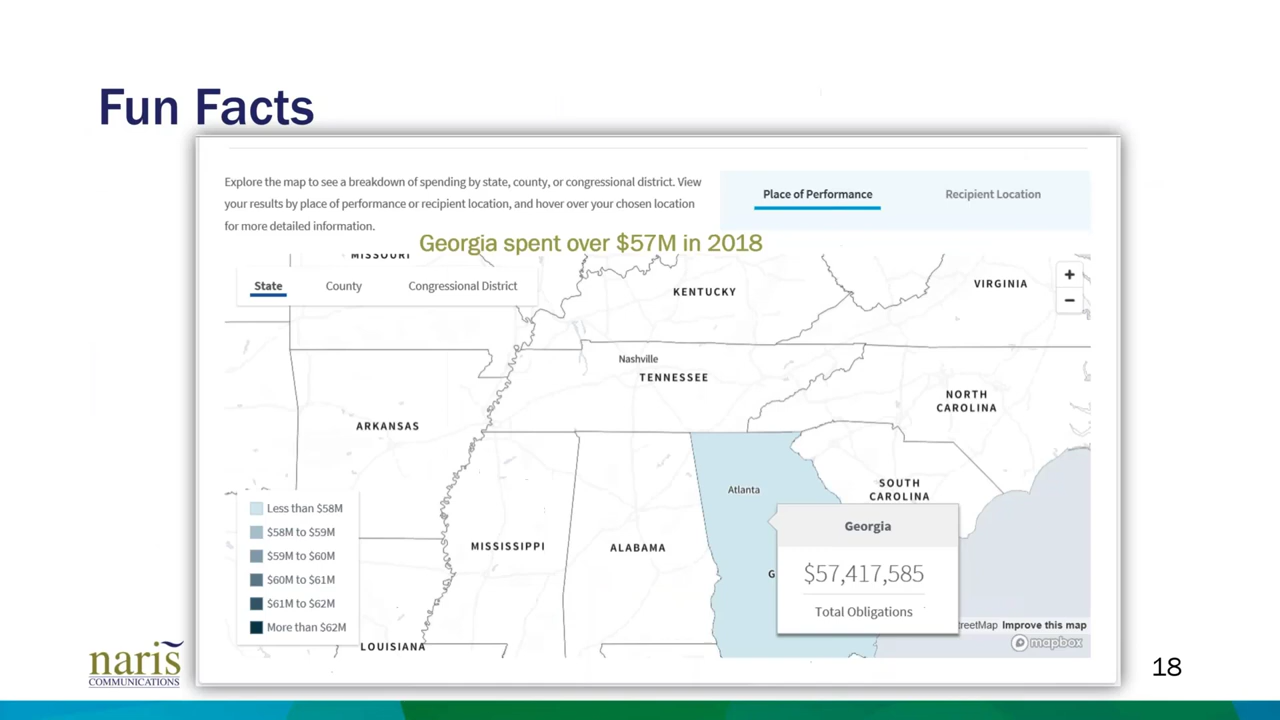 Fun Facts
Explore the map to see a breakdown of spending by state, county, or congressional district. View
your results by place of performance or recipient location, and hover over your chosen location
for more detailed information.
Place of Performance
Recipient Location
Georgia spent over $57M in 2018
MISSOURI
State
County
Congressional District
KENTUCKY
VIRGINIA
+
−
Nashville
TENNESSEE
NORTH
CAROLINA
ARKANSAS
Atlanta
SOUTH
CAROLINA
MISSISSIPPI
ALABAMA
G
Georgia
$57,417,585
Total Obligations
Less than $58M
$58M to $59M
$59M to $60M
$60M to $61M
$61M to $62M
More than $62M
LOUISIANA
treetMap Improve this map
mapbox
naris
COMMUNICATIONS
18